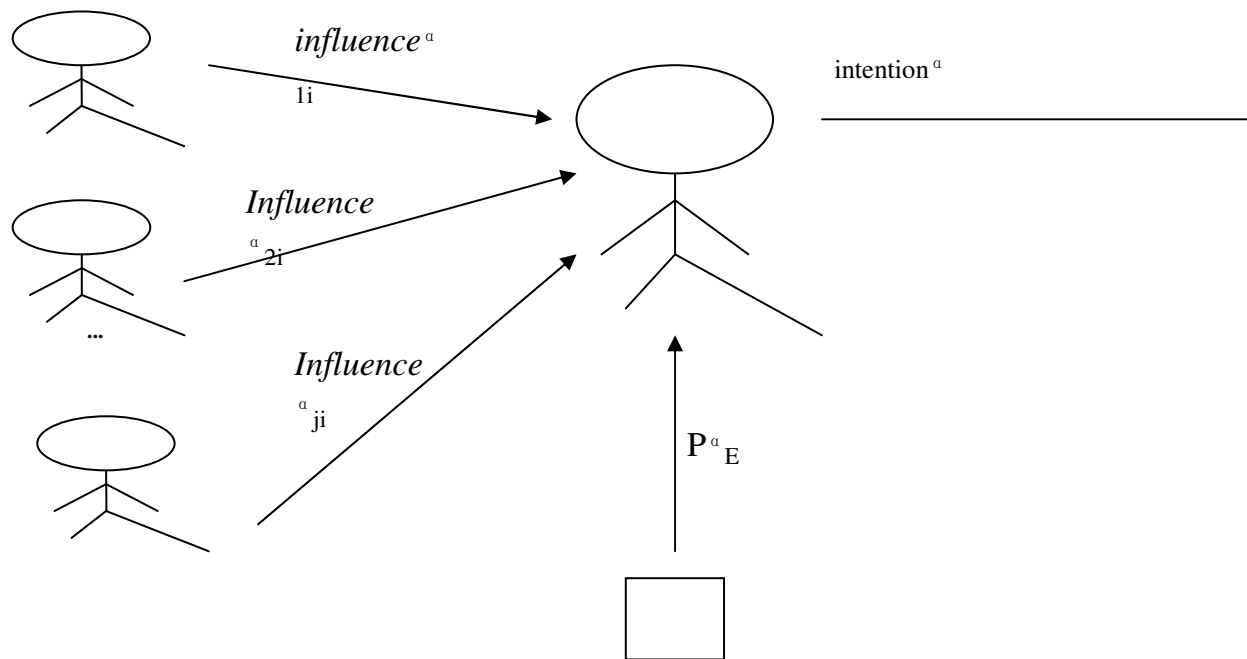 influence α
1i
intention α
Influence
α 2i
...
Influence
α ji
P α E